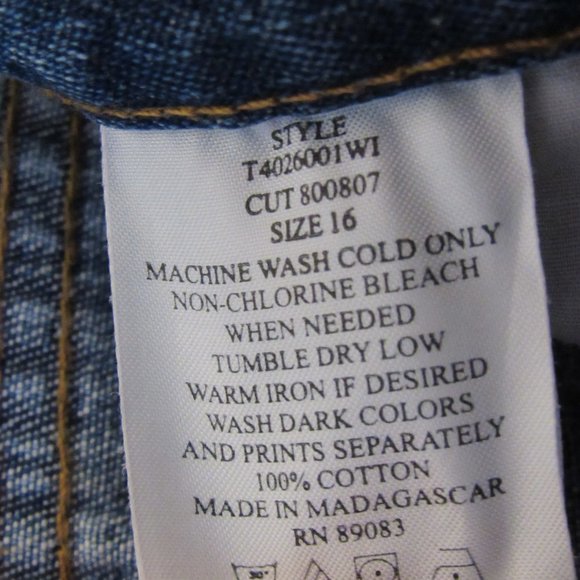 STYLE
T4026001WI
CUT 800807
SIZE 16
MACHINE WASH COLD ONLY
NON-CHLORINE BLEACH
WHEN NEEDED
TUMBLE DRY LOW
WARM IRON IF DESIRED
WASH DARK COLORS
AND PRINTS SEPARATELY
100% COTTON
MADE IN MADAGASCAR
RN 89083
30°